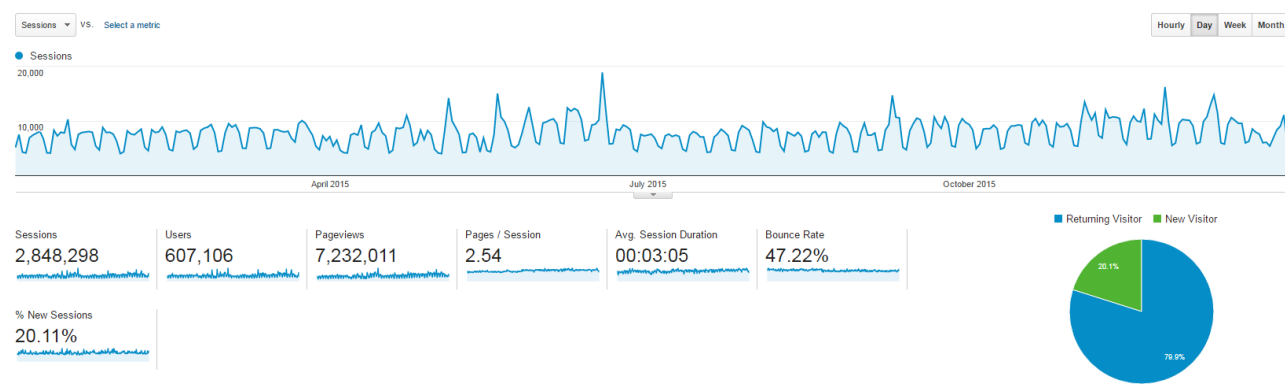 Sessions VS. Select a metric
Hourly Day Week Month
Sessions
20,000
10,000
April 2015 July 2015 October 2015
Returning Visitor New Visitor
Sessions Users Pageviews Pages / Session Avg. Session Duration Bounce Rate
2,848,298 607,106 7,232,011 2.54 00:03:05 47.22%
20.1%
% New Sessions
20.11%
79.9%